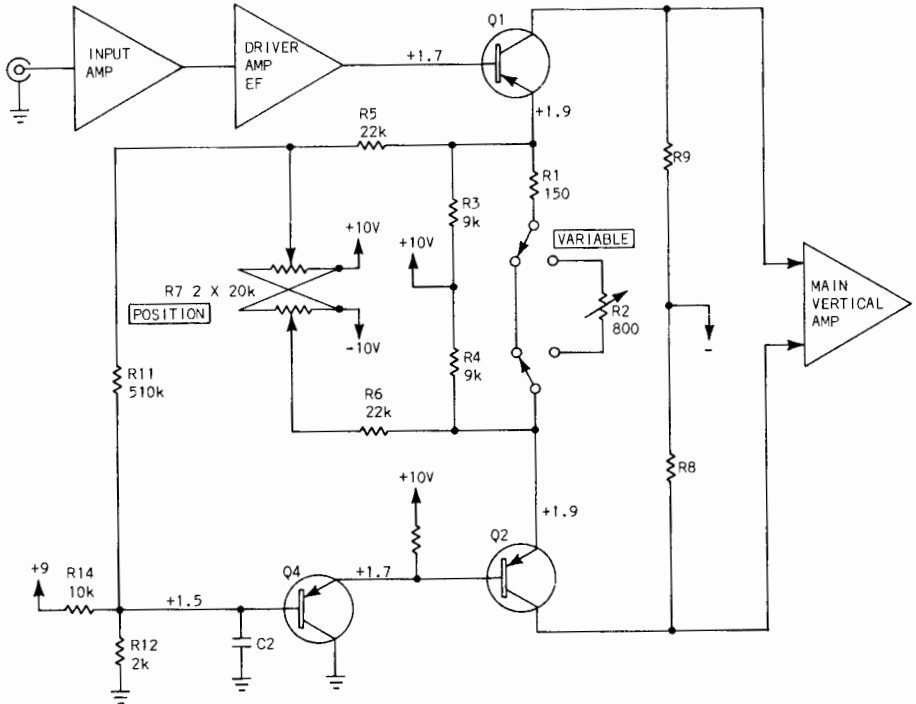 Q1
INPUT
AMP
DRIVER
AMP
EF
+1.7
+1.9
R5
22k
R1
150
R9
R3
9k
+10V
+10V
VARIABLE
R7 2 X 20k
POSITION
R2
800
MAIN
VERTICAL
AMP
-10V
-
R4
9k
R11
510k
R6
22k
R8
+10V
+1.9
Q2
Q4
+1.7
+9
R14
10k
+1.5
R12
2k
C2